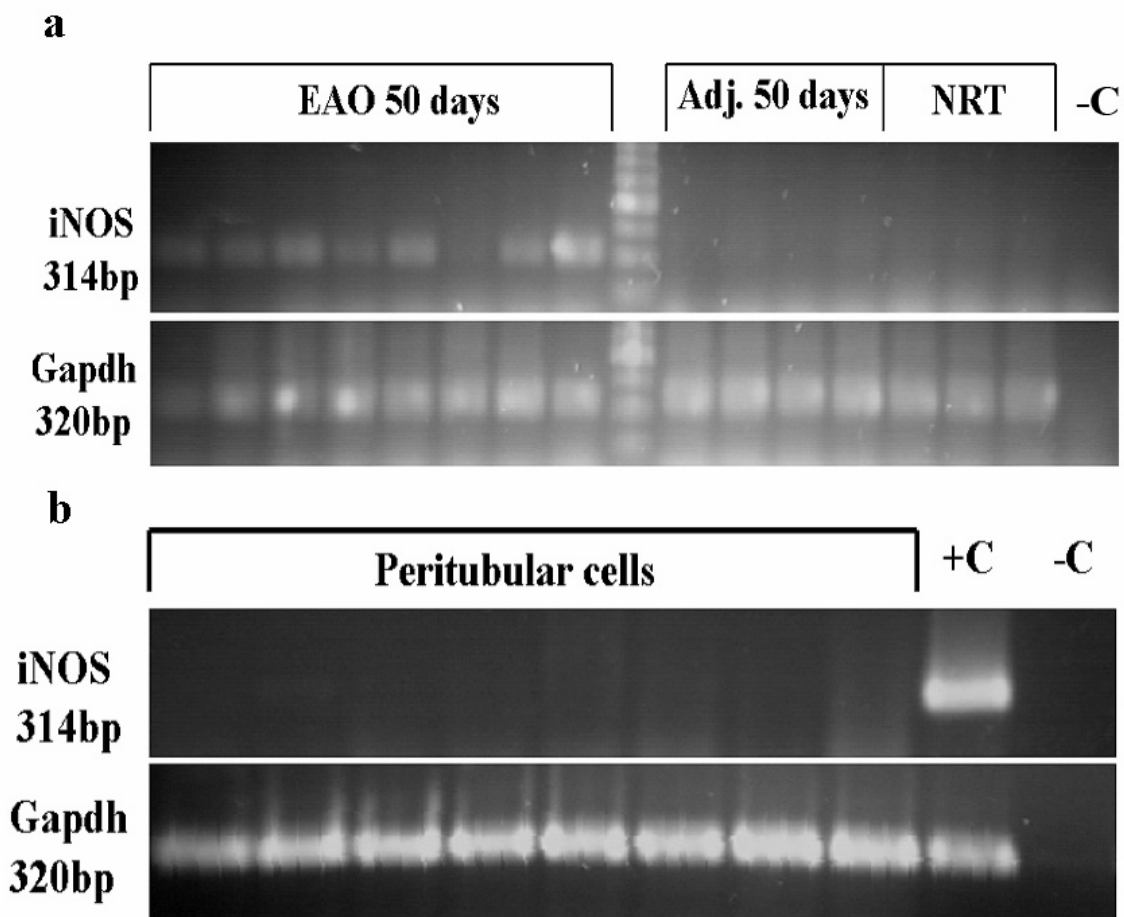 a
EAO 50 days
Adj. 50 days
NRT
-C
iNOS
314bp
Gapdh
320bp
b
Peritubular cells
+C
-C
iNOS
314bp
Gapdh
320bp